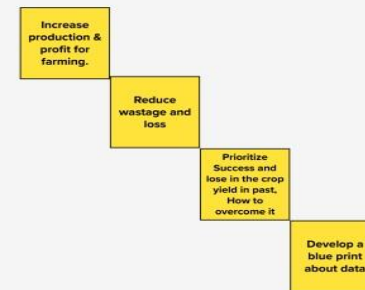 Increase
production &
profit for
farming.
Reduce
wastage and
loss
Prioritize
Success and
lose in the crop
yield in past,
How to
overcome it
Develop a
blue print
about data